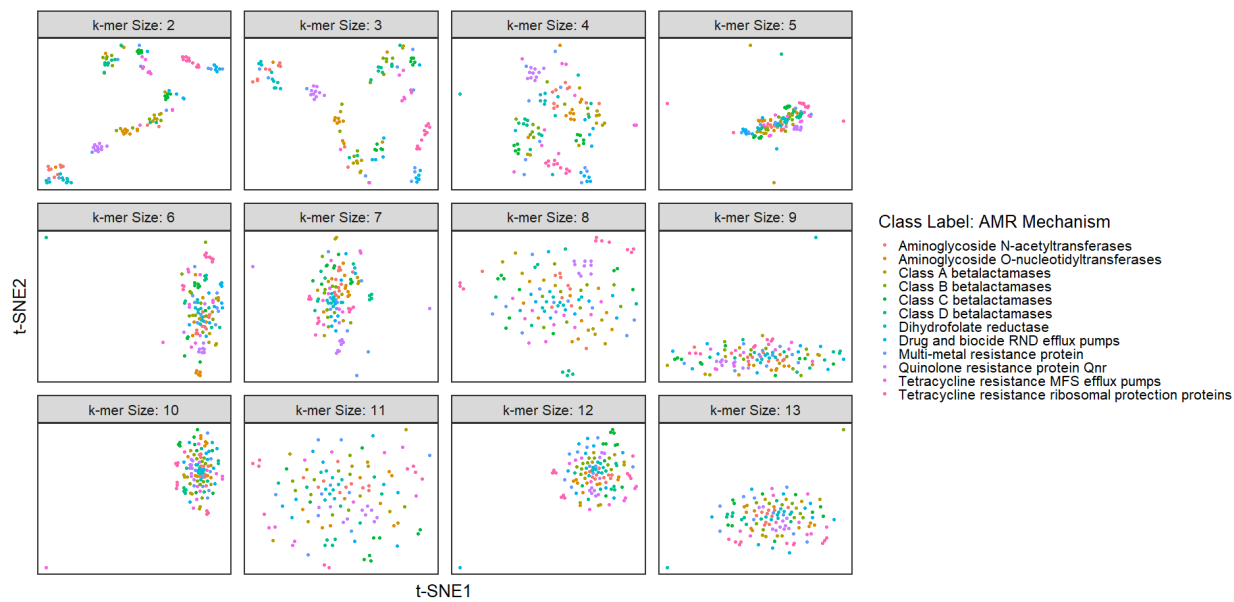 k-mer Size: 2
k-mer Size: 3
k-mer Size: 4
k-mer Size: 5
k-mer Size: 6
k-mer Size: 7
k-mer Size: 8
k-mer Size: 9
k-mer Size: 10
k-mer Size: 11
k-mer Size: 12
k-mer Size: 13
t-SNE2
t-SNE1
Class Label: AMR Mechanism
Aminoglycoside N-acetyltransferases
Aminoglycoside O-nucleotidyltransferases
Class A betalactamases
Class B betalactamases
Class C betalactamases
Class D betalactamases
Dihydrofolate reductase
Drug and biocide RND efflux pumps
Multi-metal resistance protein
Quinolone resistance protein Qnr
Tetracycline resistance MFS efflux pumps
Tetracycline resistance ribosomal protection proteins